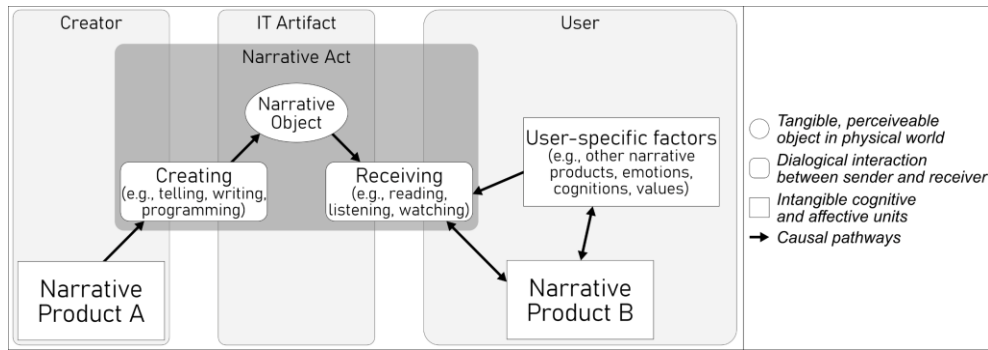 Creator
IT Artifact
User
Narrative Act
Narrative
Object
Creating
(e.g., telling, writing,
programming)
Receiving
(e.g., reading,
listening, watching)
User-specific factors
(e.g., other narrative
products, emotions,
cognitions, values)
Narrative
Product A
Narrative
Product B
Tangible, perceiveable
object in physical world
Dialogical interaction
between sender and receiver
Intangible cognitive
and affective units
Causal pathways